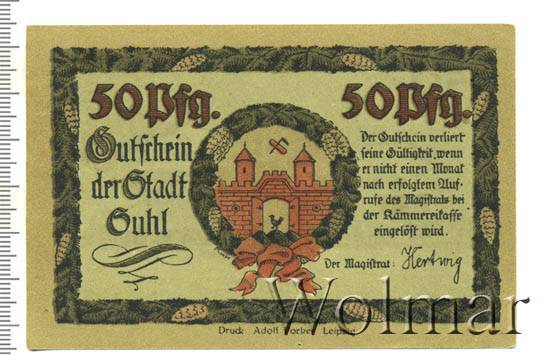 50 Pfg.
50 Pfg.
Gutschein
der Stadt
Suhl
Der Gutschein verliert
seine Gültigkeit, wenn
er nicht einen Monat
nach erfolgtem Auf-
rufe des Magistrats bei
der Kämmereikasse
eingelöst wird.
Der Magistrat: Hertwig
Druck Adolf Forker Leipzig
Wolmar